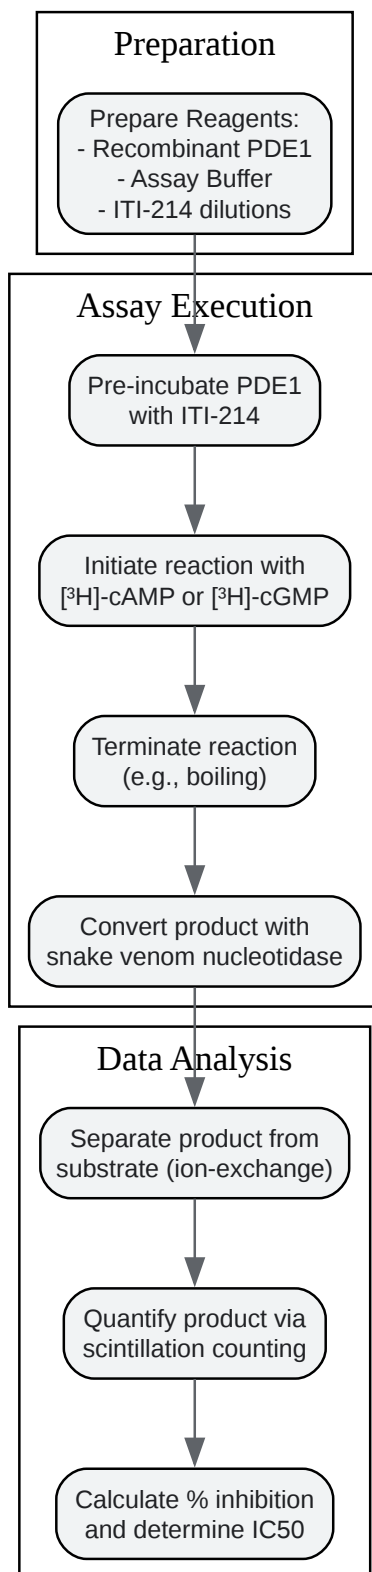 Preparation
Prepare Reagents:
- Recombinant PDE1
- Assay Buffer
- ITI-214 dilutions
Assay Execution
Pre-incubate PDE1
with ITI-214
Initiate reaction with
[³H]-cAMP or [³H]-cGMP
Terminate reaction
(e.g., boiling)
Convert product with
snake venom nucleotidase
Data Analysis
Separate product from
substrate (ion-exchange)
Quantify product via
scintillation counting
Calculate % inhibition
and determine IC50